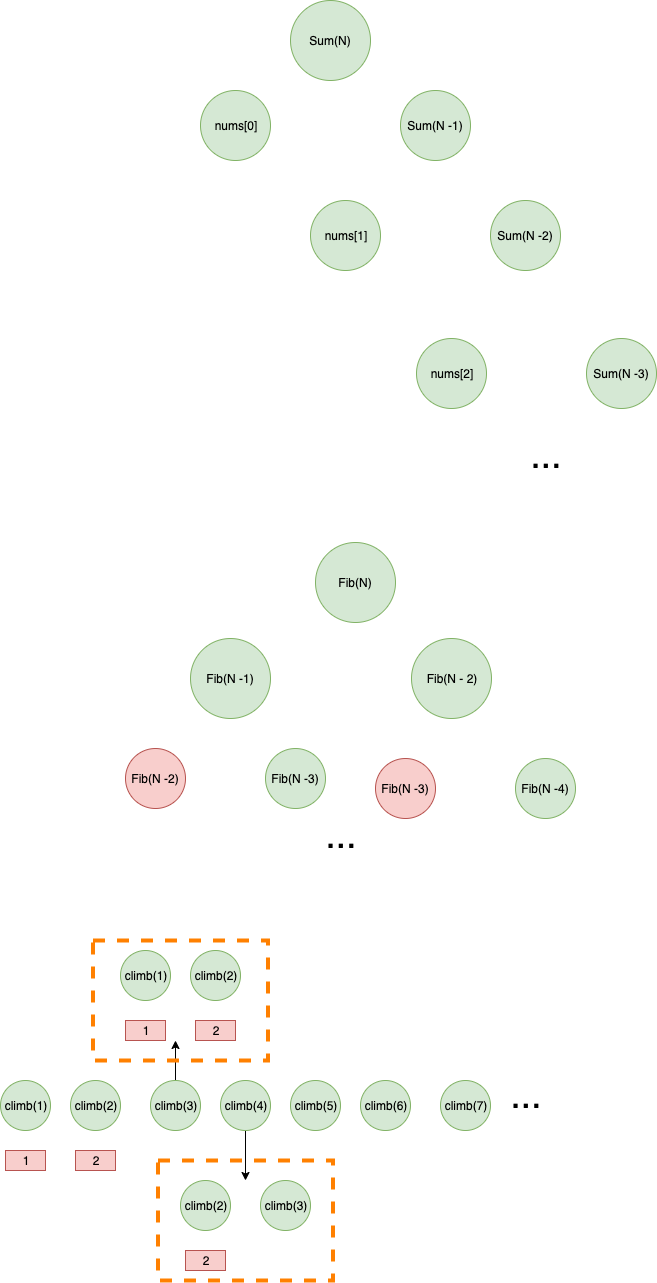 Sum(N)
nums[0]
Sum(N -1)
nums[1]
Sum(N -2)
nums[2]
Sum(N -3)
...
Fib(N)
Fib(N -1)
Fib(N - 2)
Fib(N -2)
Fib(N -3)
Fib(N -3)
Fib(N -4)
...
climb(1)
climb(2)
1
2
climb(1)
climb(2)
climb(3)
climb(4)
climb(5)
climb(6)
climb(7)
...
1
2
climb(2)
climb(3)
2